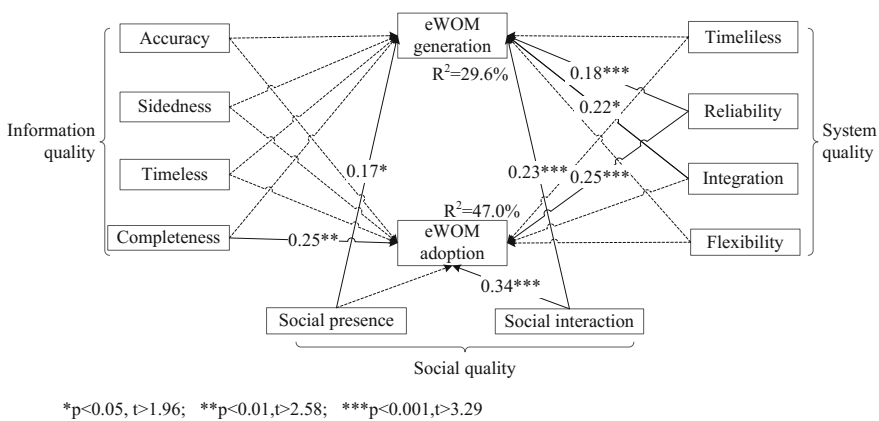 Accuracy
Sidedness
Timeless
Completeness
Information
quality
eWOM
generation
R²=29.6%
R²=47.0%
eWOM
adoption
Timeliless
Reliability
Integration
Flexibility
System
quality
0.18***
0.22*
0.17*
0.23***
0.25***
0.25**
0.34***
Social presence
Social interaction
Social quality
*p<0.05, t>1.96; **p<0.01,t>2.58; ***p<0.001,t>3.29